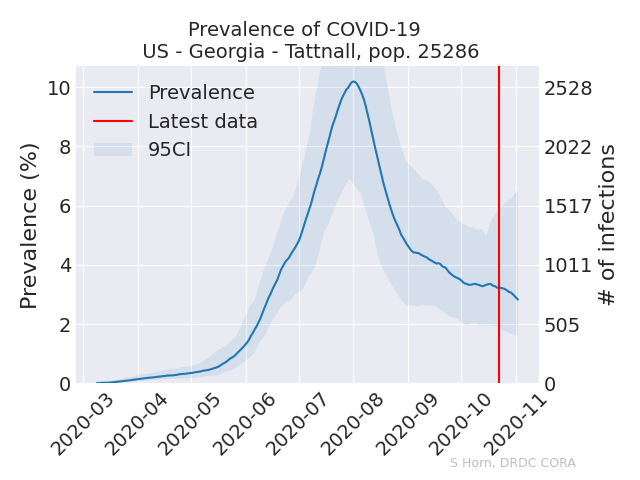 Prevalence of COVID-19
US - Georgia - Tattnall, pop. 25286
Prevalence
Latest data
95CI
Prevalence (%)
10
8
6
4
2
0
2528
2022
1517
1011
505
0
# of infections
2020-03
2020-04
2020-05
2020-06
2020-07
2020-08
2020-09
2020-10
2020-11
S Horn, DRDC CORA